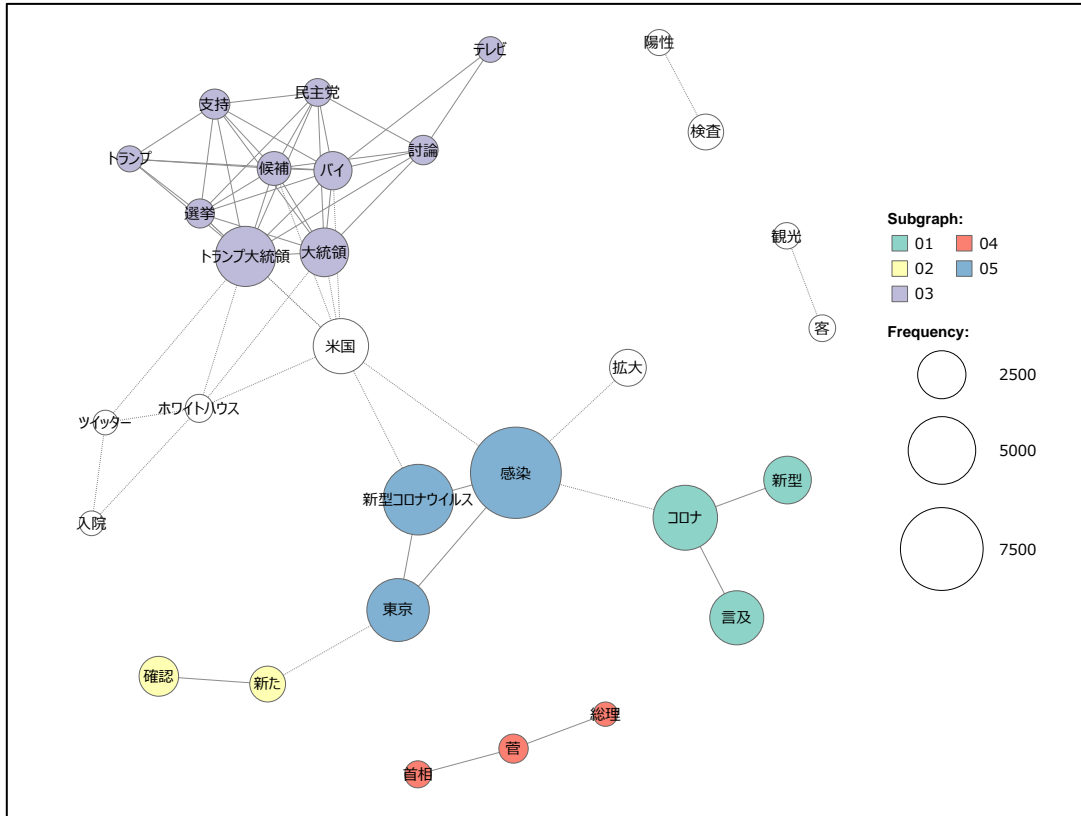 テレビ
陽性
民主党
支持
検査
討論
トランプ
候補
バイ
選挙
観光
トランプ大統領
大統領
客
米国
拡大
ホワイトハウス
ツイッター
感染
新型
新型コロナウイルス
コロナ
入院
東京
言及
確認
新た
総理
菅
首相
Subgraph:
01
04
02
05
03
Frequency:
2500
5000
7500